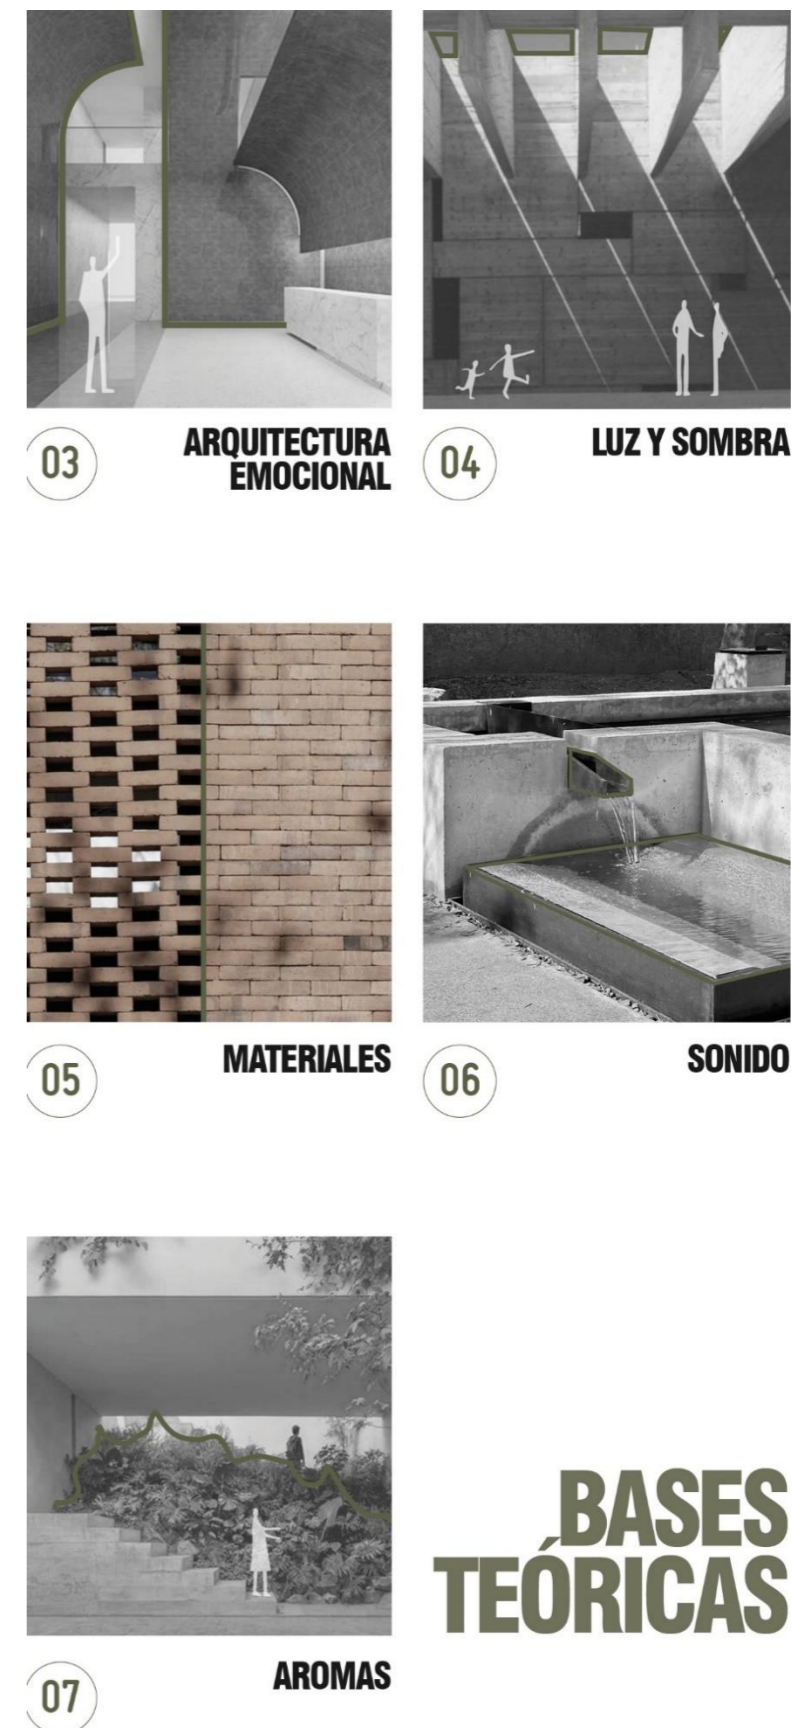 03
ARQUITECTURA
EMOCIONAL
04
LUZ Y SOMBRA
05
MATERIALES
06
SONIDO
07
AROMAS
BASES
TEÓRICAS